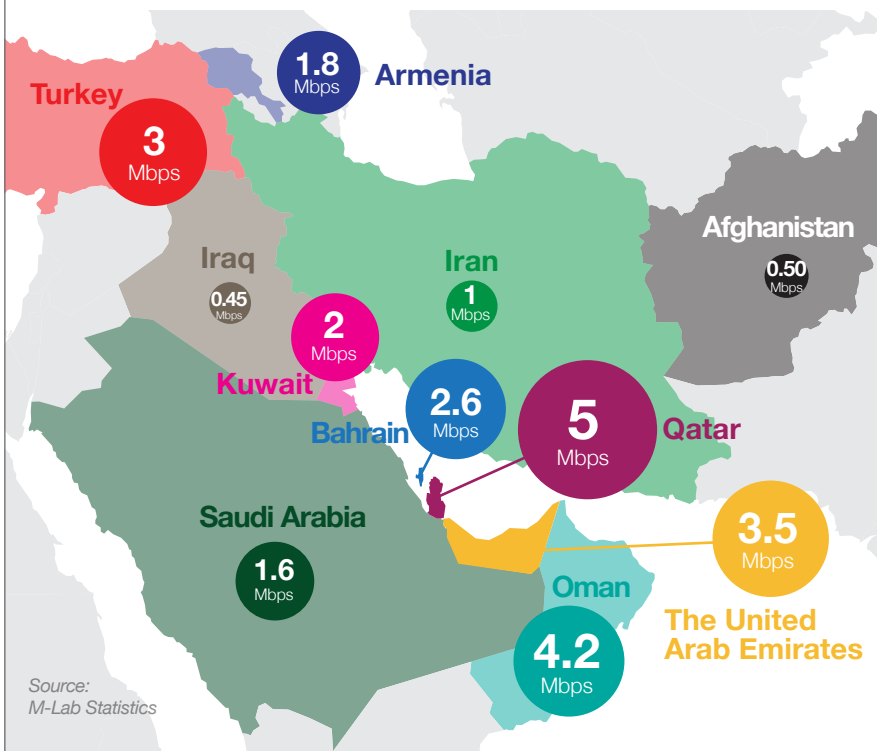 1.8
Mbps
Armenia
Turkey
3
Mbps
Afghanistan
0.50
Mbps
Iraq
0.45
Mbps
Iran
1
Mbps
2
Mbps
Kuwait
Bahrain
2.6
Mbps
5
Mbps
Qatar
Saudi Arabia
1.6
Mbps
3.5
Mbps
The United
Arab Emirates
Oman
4.2
Mbps
Source:
M-Lab Statistics